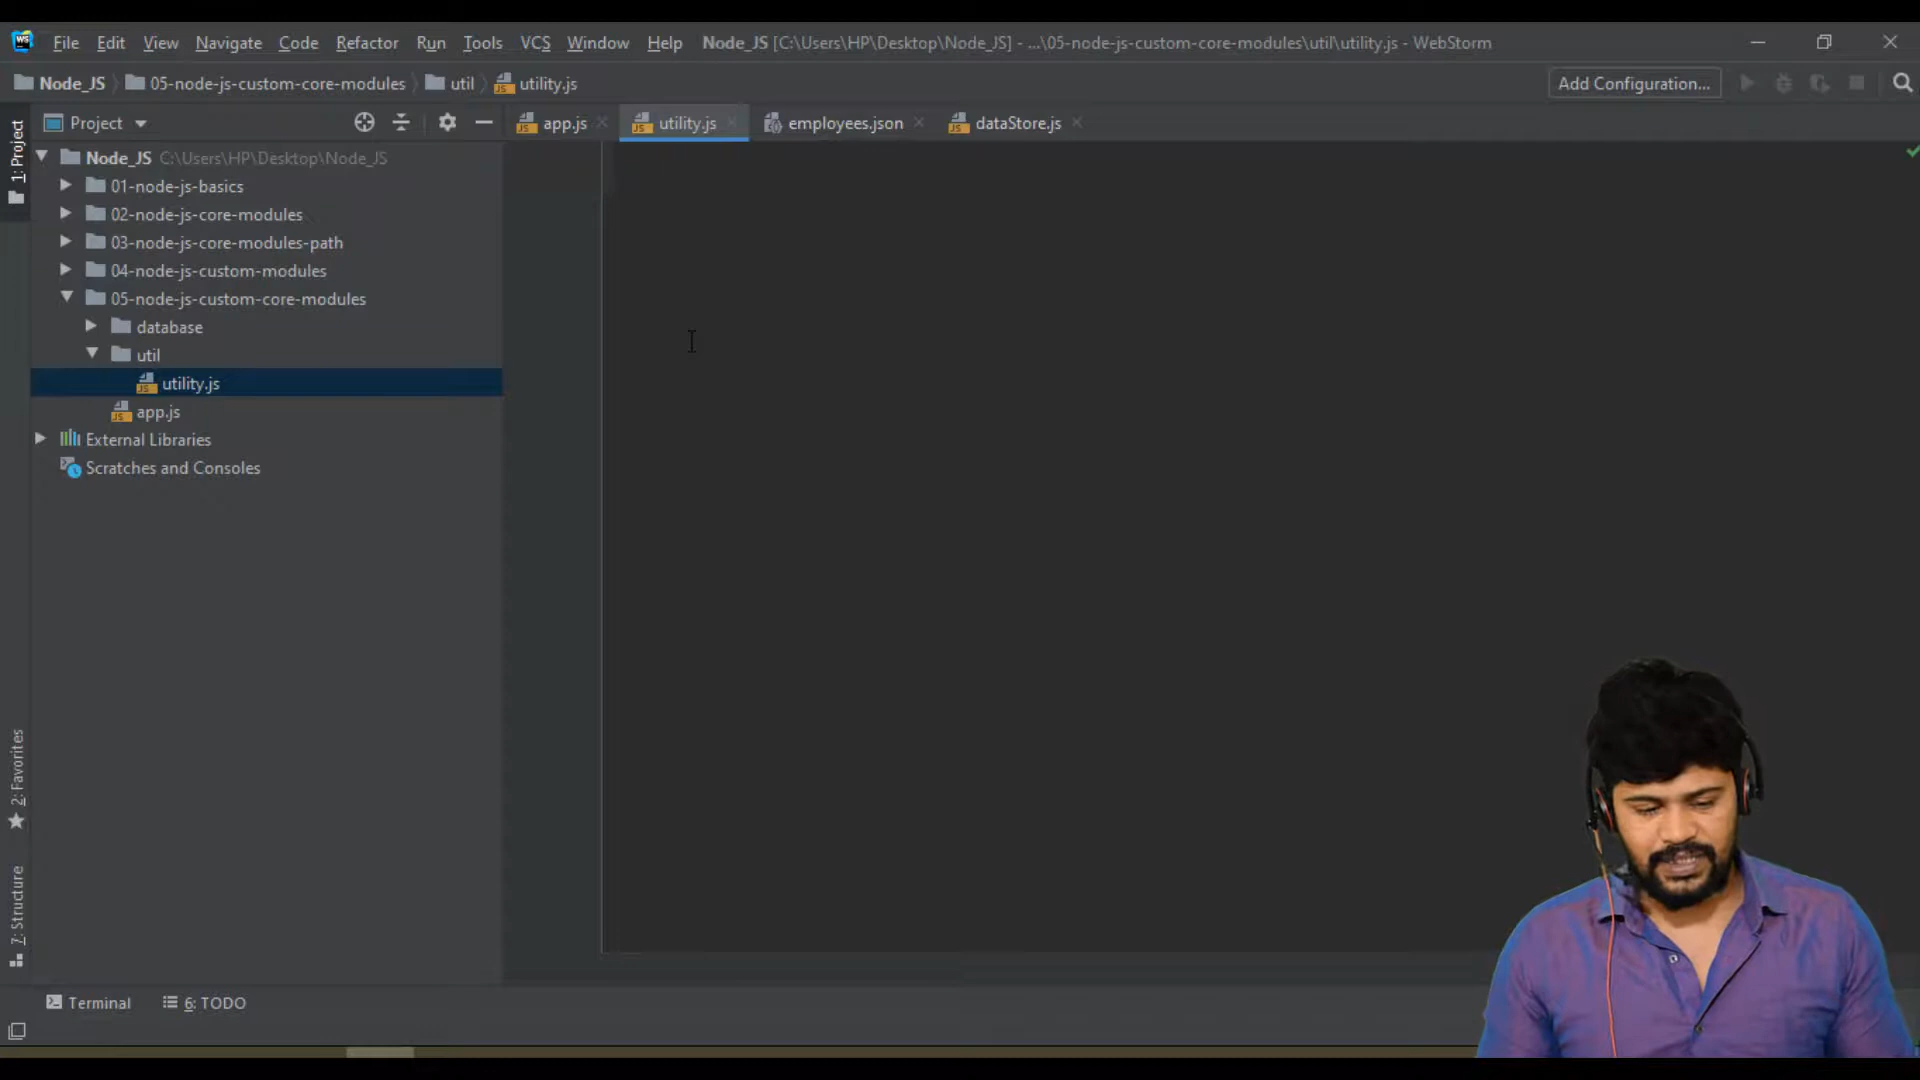 WS File Edit View Navigate Code Refactor Run Tools VCS Window Help Node_JS [C:\Users\HP\Desktop\Node_JS] - ...\05-node-js-custom-core-modules\util\utility.js - WebStorm
Node_JS 05-node-js-custom-core-modules util utility.js Add Configuration...
1: Project
Project
app.js utility.js employees.json dataStore.js
Node_JS C:\Users\HP\Desktop\Node_JS
01-node-js-basics
02-node-js-core-modules
03-node-js-core-modules-path
04-node-js-custom-modules
05-node-js-custom-core-modules
database
util
utility.js
app.js
External Libraries
Scratches and Consoles
2: Favorites
7: Structure
Terminal 6: TODO